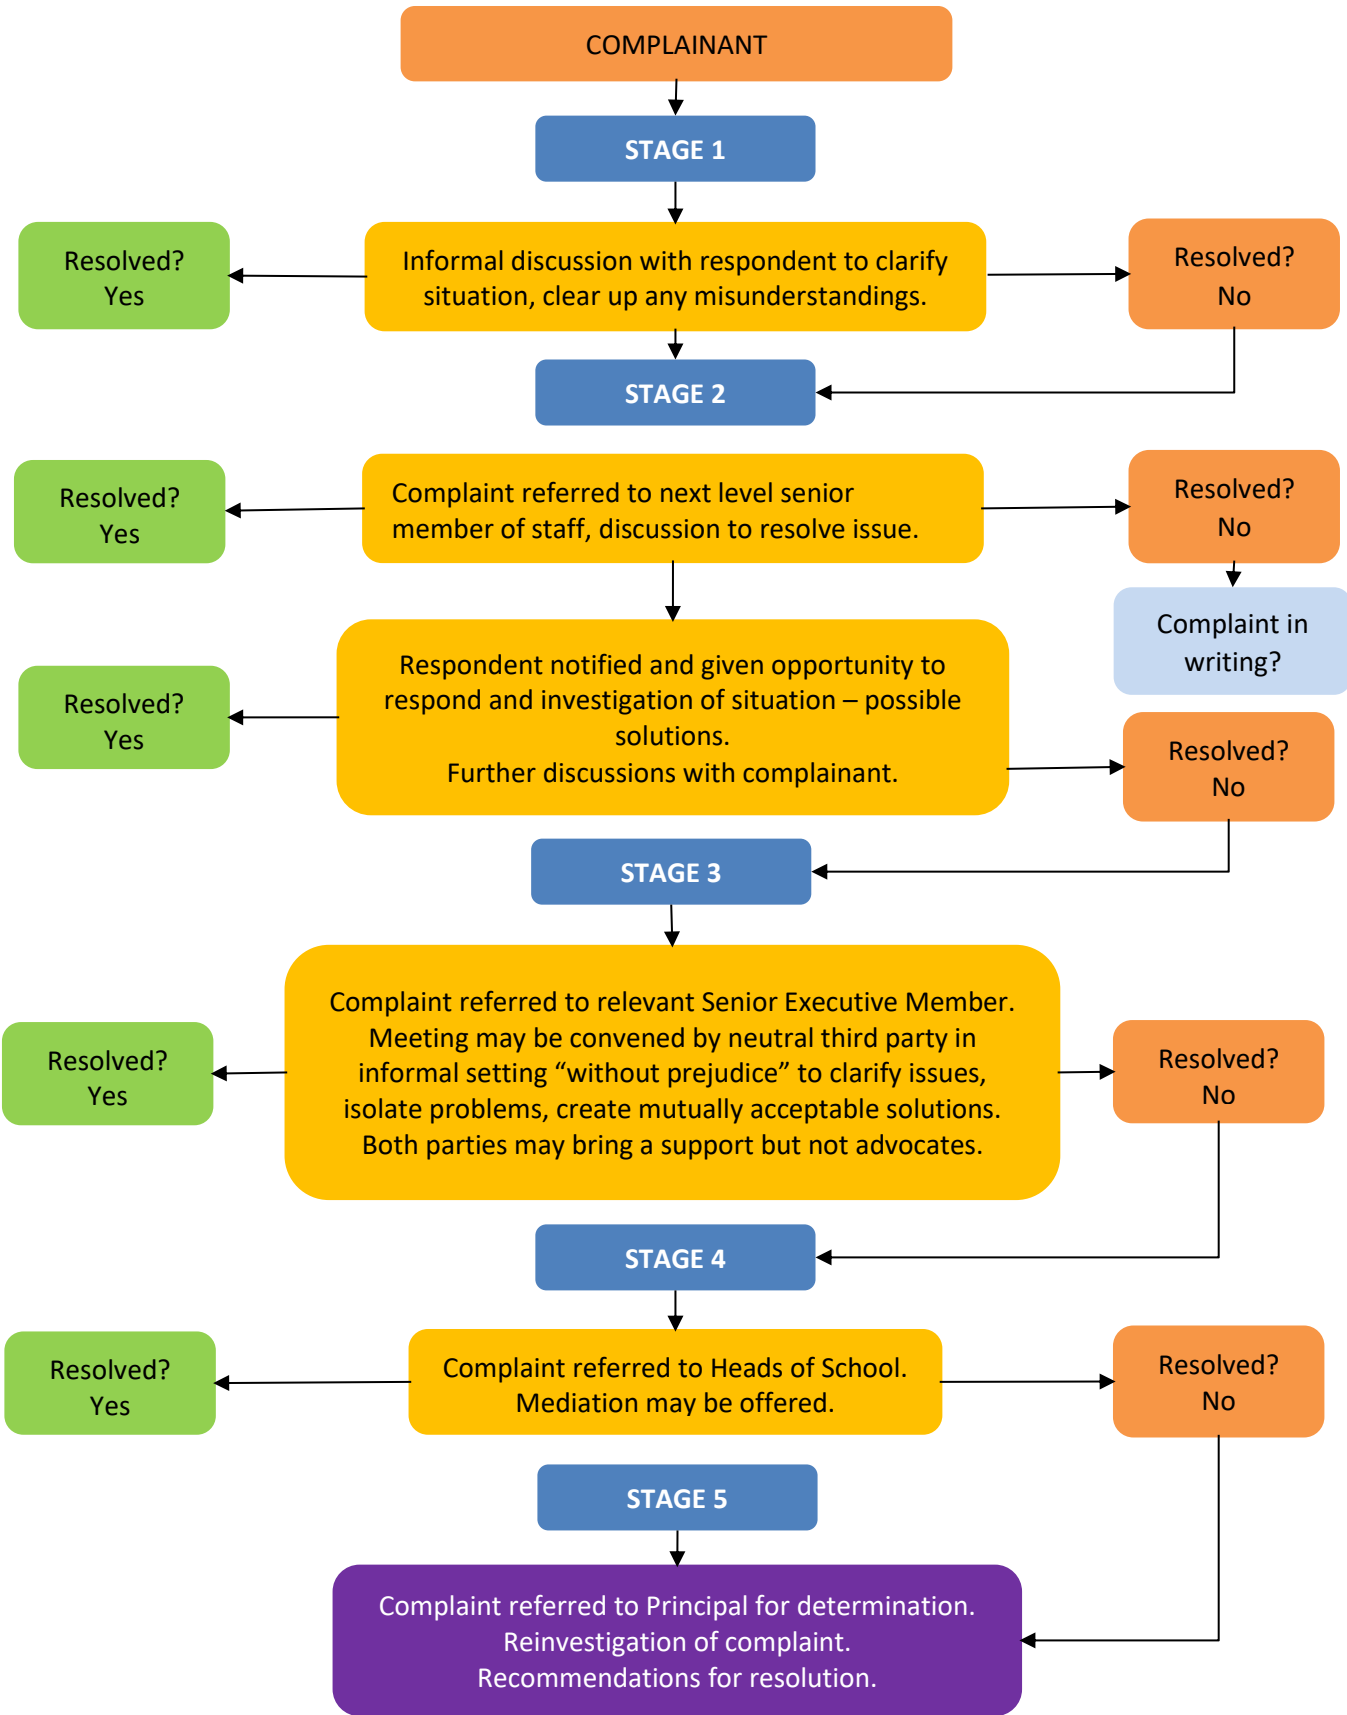 COMPLAINANT
STAGE 1
Resolved?
Yes
Informal discussion with respondent to clarify
situation, clear up any misunderstandings.
Resolved?
No
STAGE 2
Resolved?
Yes
Complaint referred to next level senior
member of staff, discussion to resolve issue.
Resolved?
No
Complaint in
writing?
Resolved?
Yes
Respondent notified and given opportunity to
respond and investigation of situation – possible
solutions.
Further discussions with complainant.
Resolved?
No
STAGE 3
Resolved?
Yes
Complaint referred to relevant Senior Executive Member.
Meeting may be convened by neutral third party in
informal setting “without prejudice” to clarify issues,
isolate problems, create mutually acceptable solutions.
Both parties may bring a support but not advocates.
Resolved?
No
STAGE 4
Resolved?
Yes
Complaint referred to Heads of School.
Mediation may be offered.
Resolved?
No
STAGE 5
Complaint referred to Principal for determination.
Reinvestigation of complaint.
Recommendations for resolution.